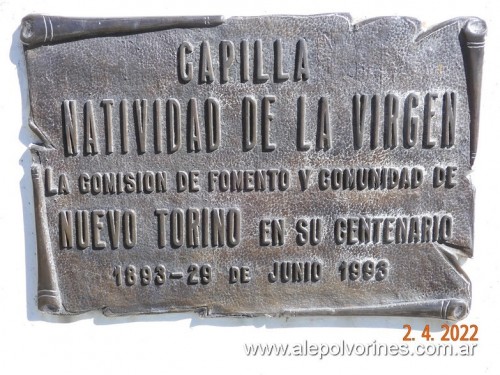 CAPILLA
NATIVIDAD DE LA VIRGEN
LA COMISION DE FOMENTO Y COMUNIDAD DE
NUEVO TORINO EN SU CENTENARIO
1893-29 DE JUNIO 1993
2. 4. 2022
www.alepolvorines.com.ar